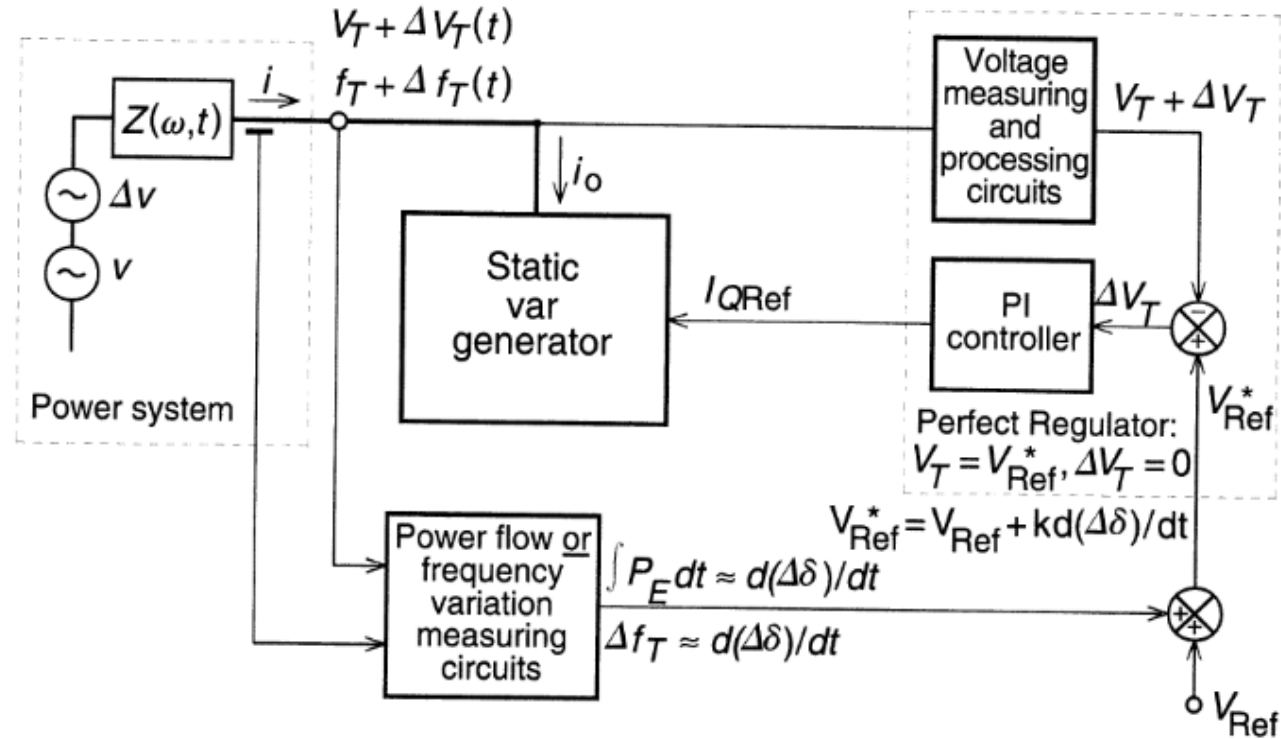 V_T + Δ V_T(t)
f_T + Δ f_T(t)
i
Z(ω,t)
Δv
v
Power system
i_o
Static
var
generator
I_QRef
Voltage
measuring
and
processing
circuits
V_T + ΔV_T
PI
controller
ΔV_T
−
+
V*_Ref
Perfect Regulator:
V_T = V*_Ref, ΔV_T = 0
V*_Ref = V_Ref + kd(Δδ)/dt
Power flow or
frequency
variation
measuring
circuits
∫ P_E dt ≈ d(Δδ)/dt
Δf_T ≈ d(Δδ)/dt
+
+
V_Ref